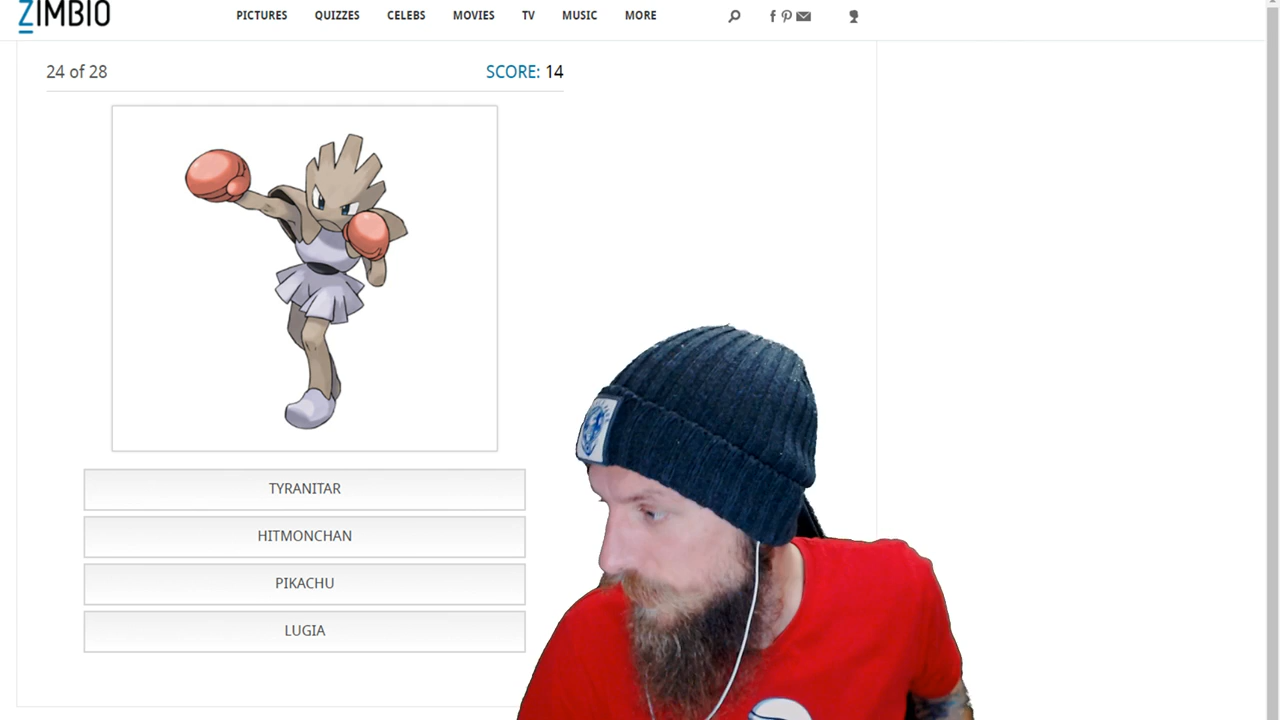 ZIMBIO
PICTURES QUIZZES CELEBS MOVIES TV MUSIC MORE
24 of 28 SCORE: 14
TYRANITAR
HITMONCHAN
PIKACHU
LUGIA